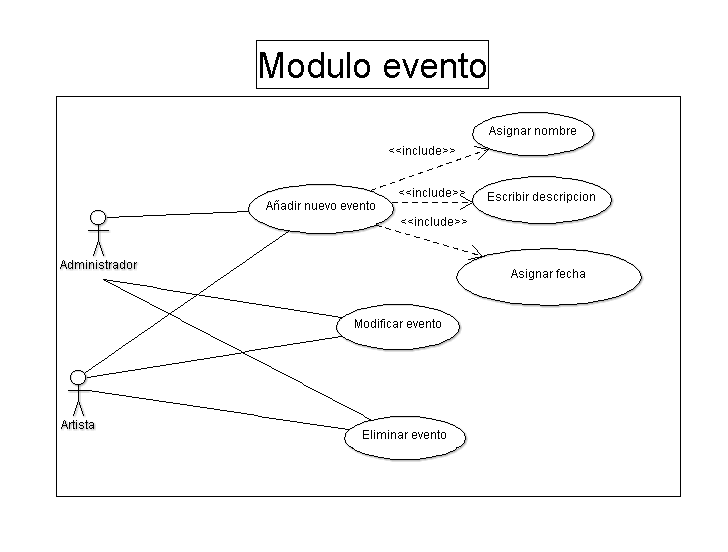 Modulo evento
Asignar nombre
<<include>>
<<include>>
Escribir descripcion
Añadir nuevo evento
<<include>>
Administrador
Asignar fecha
Modificar evento
Artista
Eliminar evento